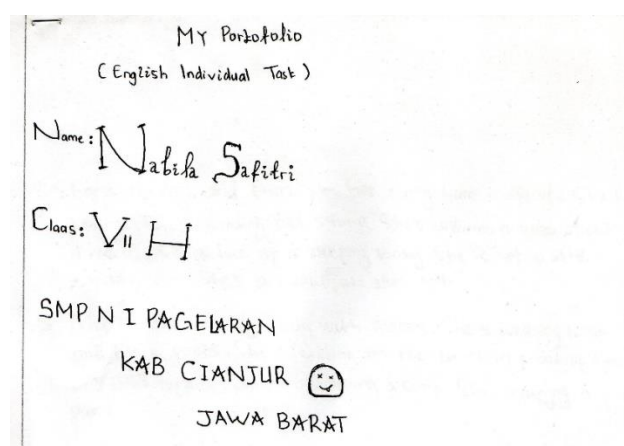 MY Portofolio
(English Individual Task)
Name: Nabila Safitri
Claas: VII H
SMP N I PAGELARAN
KAB CIANJUR
JAWA BARAT